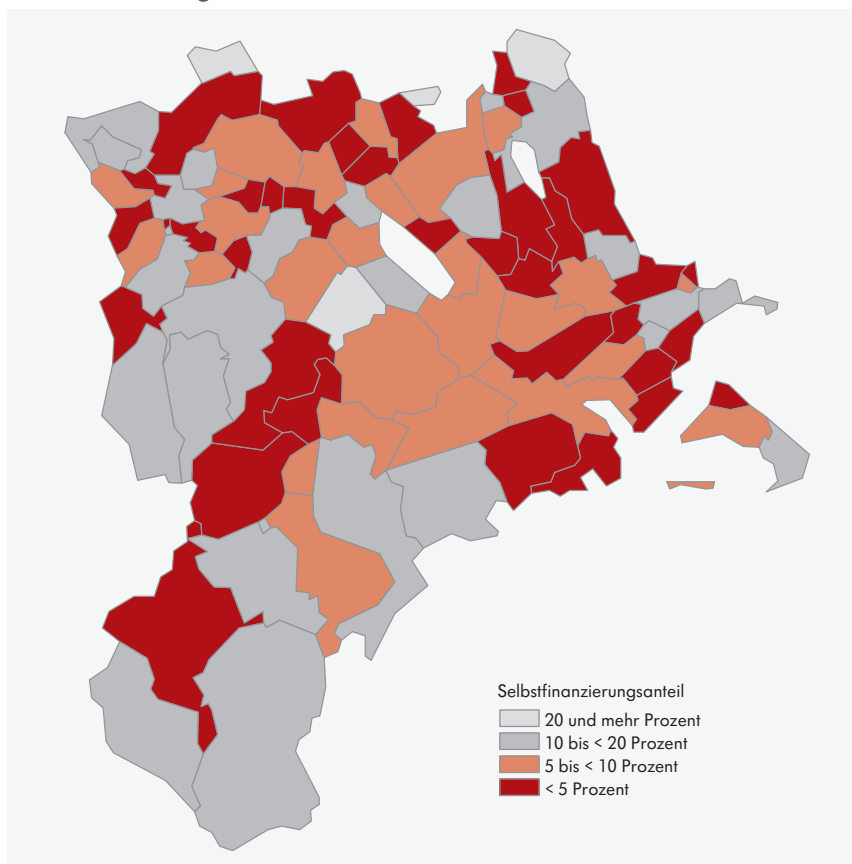 Selbstfinanzierungsanteil
20 und mehr Prozent
10 bis < 20 Prozent
5 bis < 10 Prozent
< 5 Prozent